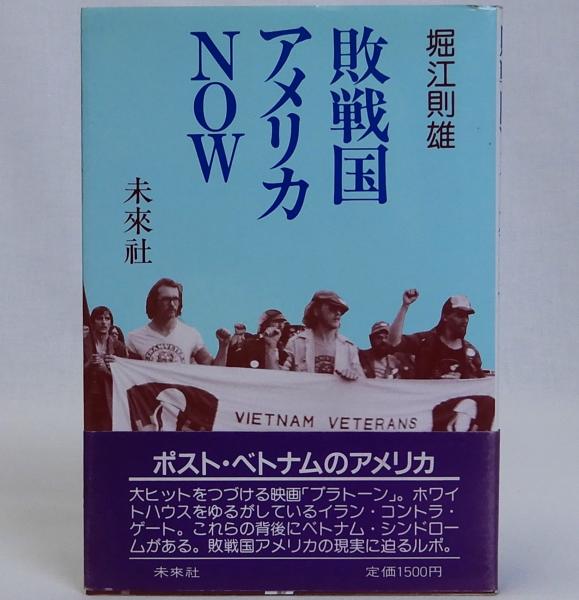 堀江則雄
敗戦国
アメリカ
NOW
未來社
VIETNAM VETERANS
ポスト・ベトナムのアメリカ
大ヒットをつづける映画「プラトーン」。ホワイ
トハウスをゆるがしているイラン・コントラ・
ゲート。これらの背後にベトナム・シンドロー
ムがある。敗戦国アメリカの現実に迫るルポ。
未來社
定価1500円